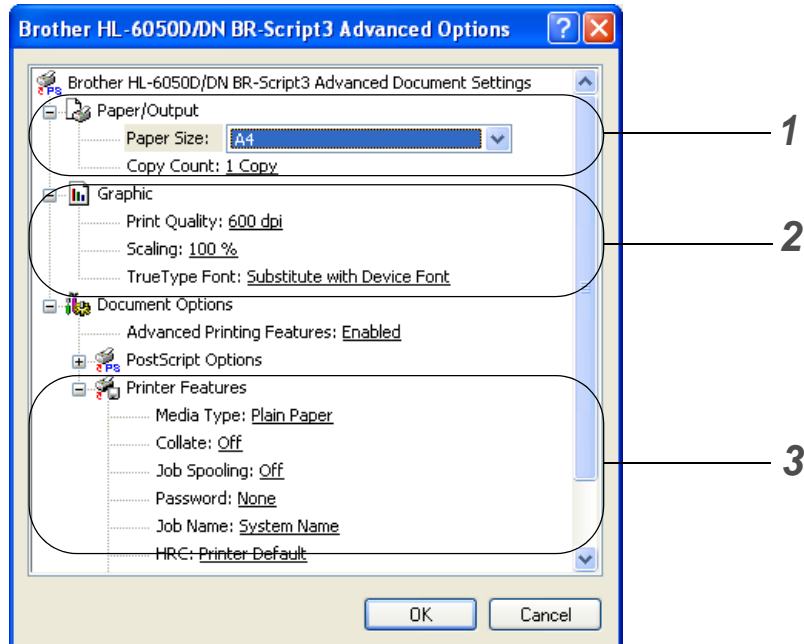 Brother HL-6050D/DN BR-Script3 Advanced Options
Brother HL-6050D/DN BR-Script3 Advanced Document Settings
Paper/Output
Paper Size: A4
Copy Count: 1 Copy
1
Graphic
Print Quality: 600 dpi
Scaling: 100 %
TrueType Font: Substitute with Device Font
2
Document Options
Advanced Printing Features: Enabled
PS PostScript Options
Printer Features
Media Type: Plain Paper
Collate: Off
Job Spooling: Off
Password: None
Job Name: System Name
HRC: Printer Default
3
OK Cancel